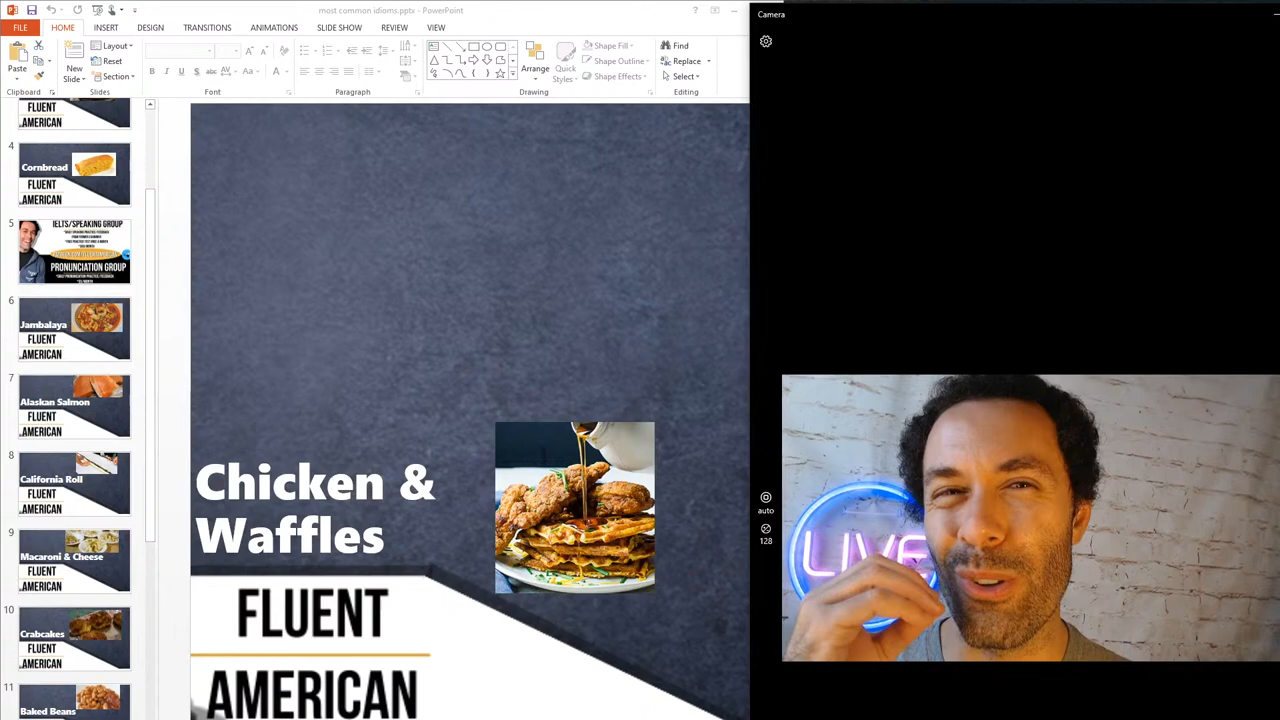 most common idioms.pptx - PowerPoint
FILE HOME INSERT DESIGN TRANSITIONS ANIMATIONS SLIDE SHOW REVIEW VIEW
Paste
Clipboard
New
Slide
Layout
Reset
Section
Slides
B I U S abc AV Aa A
Font
Paragraph
Arrange
Quick
Styles
Shape Fill
Shape Outline
Shape Effects
Drawing
Find
Replace
Select
Editing
FLUENT
AMERICAN
4
Cornbread
FLUENT
AMERICAN
5
IELTS/SPEAKING GROUP
PRONUNCIATION GROUP
6
Jambalaya
FLUENT
AMERICAN
7
Alaskan Salmon
FLUENT
AMERICAN
8
California Roll
FLUENT
AMERICAN
9
Macaroni & Cheese
FLUENT
AMERICAN
10
Crabcakes
FLUENT
AMERICAN
11
Baked Beans
Chicken &
Waffles
FLUENT
AMERICAN
Camera
auto
128
LIVE